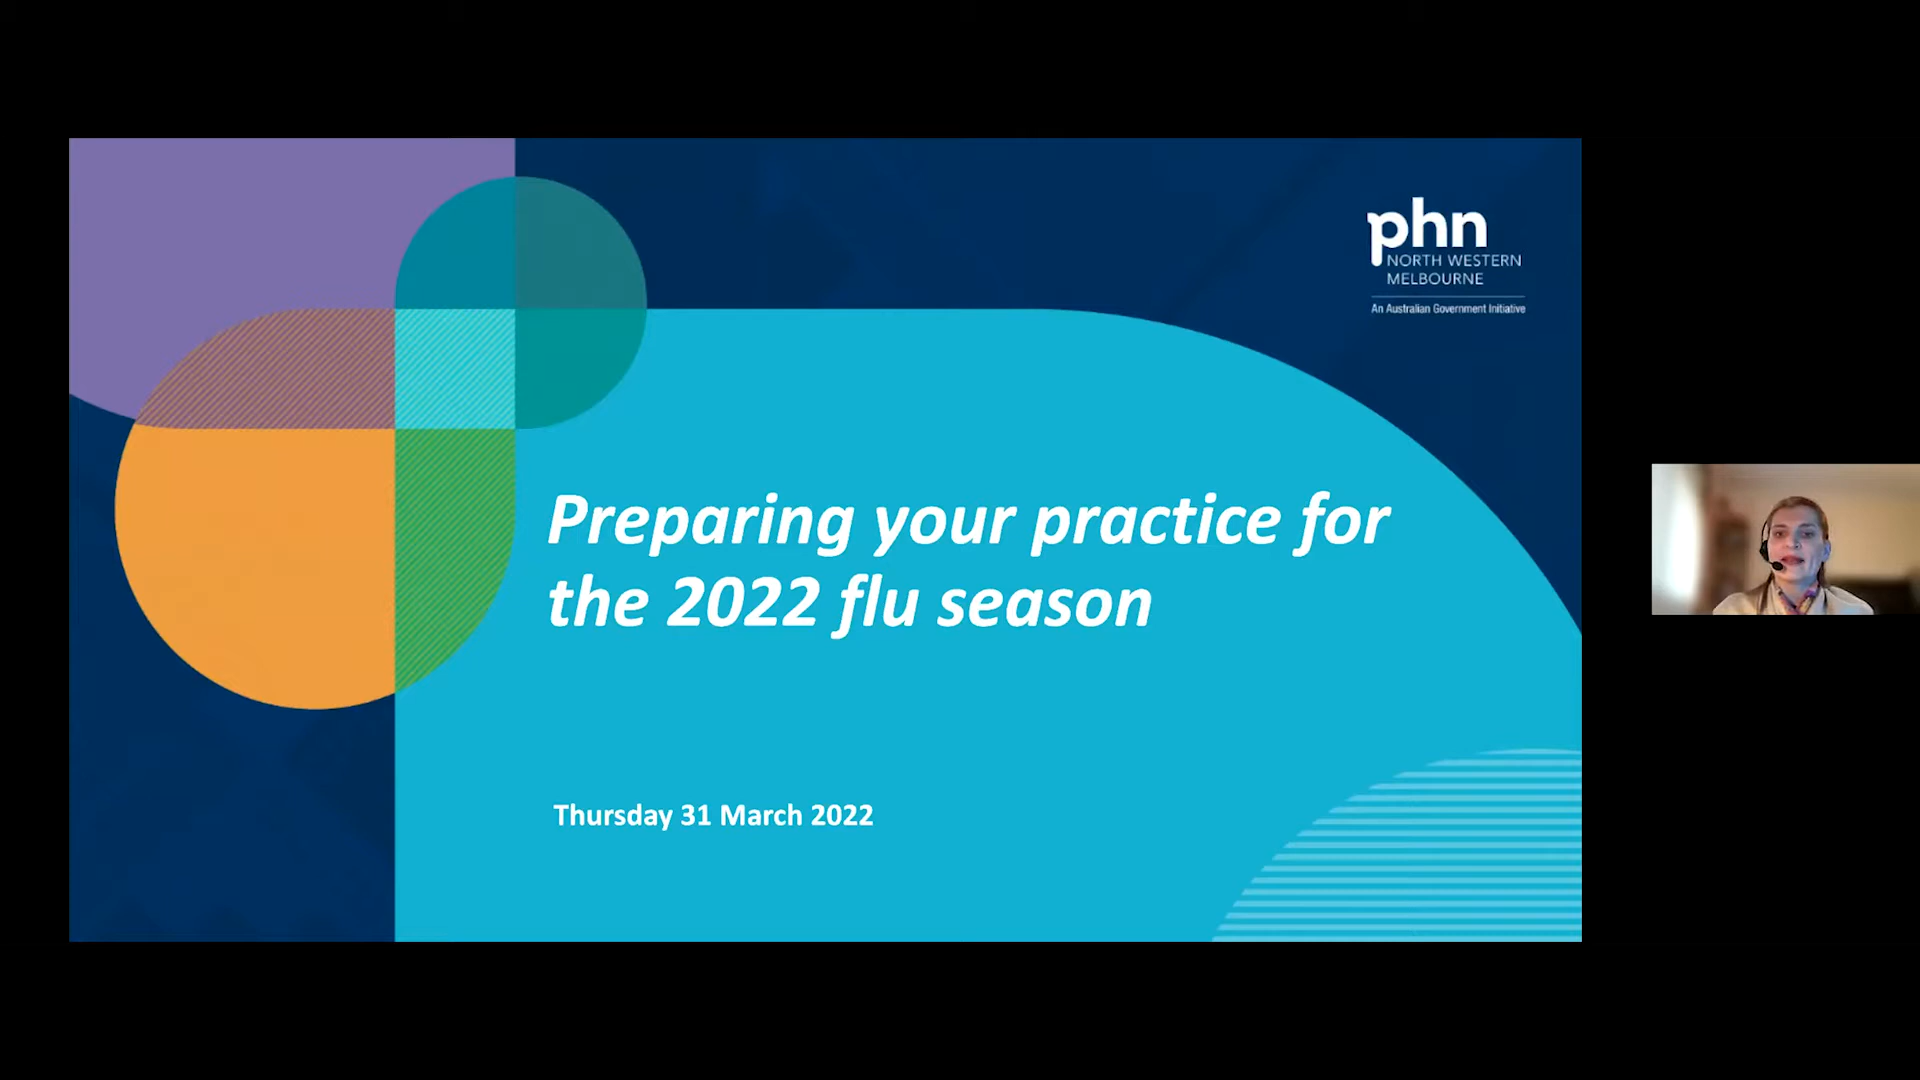 phn
NORTH WESTERN
MELBOURNE
An Australian Government Initiative
Preparing your practice for
the 2022 flu season
Thursday 31 March 2022